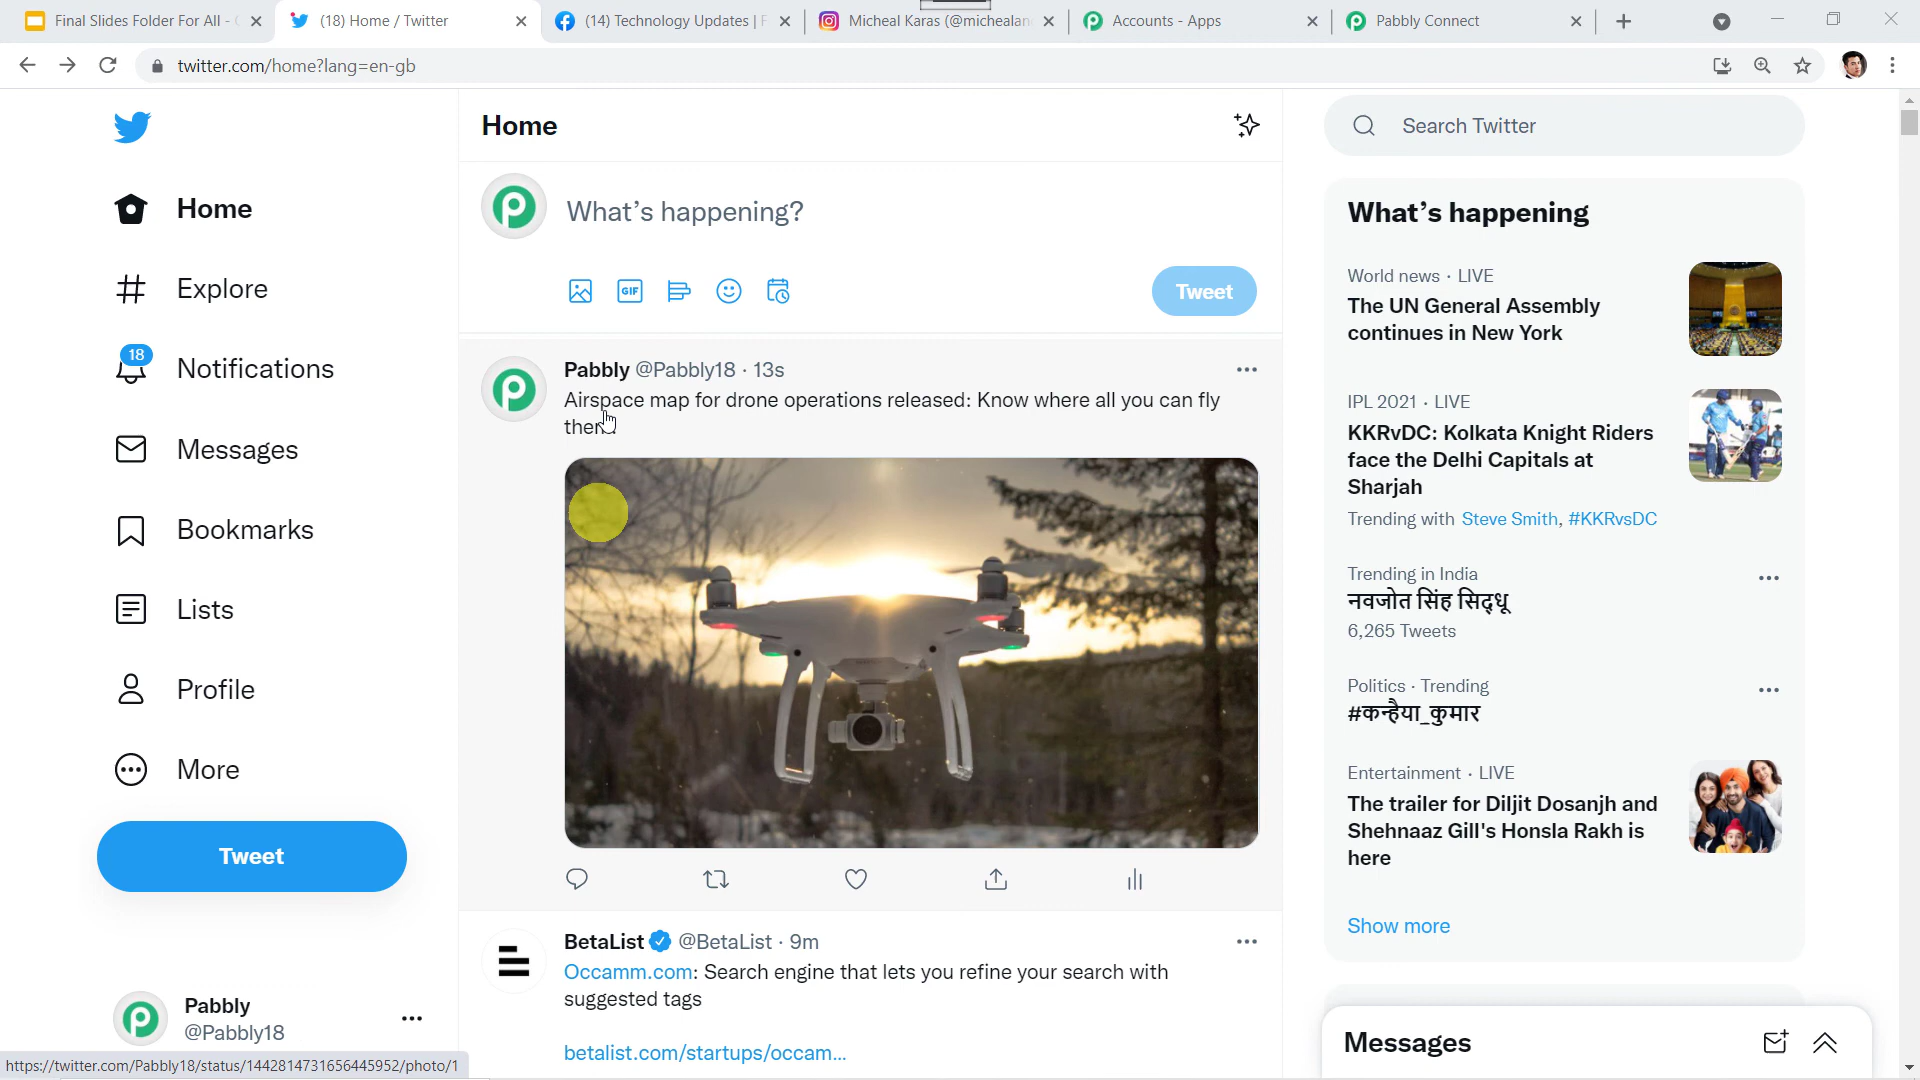 Final Slides Folder For All -
(18) Home / Twitter
(14) Technology Updates | F
Micheal Karas (@michealan
Accounts - Apps
Pabbly Connect
twitter.com/home?lang=en-gb
Home
Search Twitter
What's happening?
GIF
Tweet
Home
Explore
18
Notifications
Messages
Bookmarks
Lists
Profile
More
Tweet
Pabbly
@Pabbly18
Pabbly @Pabbly18 · 13s
Airspace map for drone operations released: Know where all you can fly
BetaList @BetaList · 9m
Occamm.com: Search engine that lets you refine your search with
suggested tags
betalist.com/startups/occam...
What's happening
World news · LIVE
The UN General Assembly
continues in New York
IPL 2021 · LIVE
KKRvDC: Kolkata Knight Riders
face the Delhi Capitals at
Sharjah
Trending with Steve Smith, #KKRvsDC
Trending in India
नवजोत सिंह सिद्धू
6,265 Tweets
Politics · Trending
#कन्हैया_कुमार
Entertainment · LIVE
The trailer for Diljit Dosanjh and
Shehnaaz Gill's Honsla Rakh is
here
Show more
Messages
https://twitter.com/Pabbly18/status/1442814731656445952/photo/1